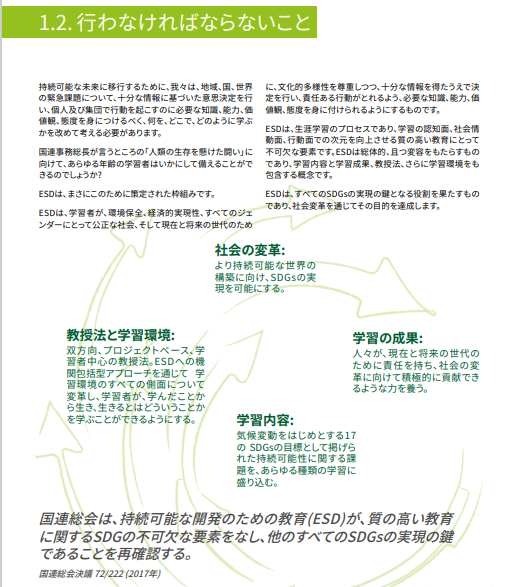 1.2. 行わなければならないこと
持続可能な未来に移行するために、我々は、地域、国、世界
の緊急課題について、十分な情報に基づいた意思決定を行
い、個人及び集団で行動を起こすのに必要な知識、能力、価
値観、態度を身につけるべく、何を、どこで、どのように学ぶ
かを改めて考える必要があります。
国連事務総長が言うところの「人類の生存を懸けた闘い」に
向けて、あらゆる年齢の学習者はいかにして備えることがで
きるのでしょうか?
ESDは、まさにこのために策定された枠組みです。
ESDは、学習者が、環境保全、経済的実現性、すべてのジェ
ンダーにとって公正な社会、そして現在と将来の世代のため
に、文化的多様性を尊重しつつ、十分な情報を得たうえで決
定を行い、責任ある行動がとれるよう、必要な知識、能力、価
値観、態度を身に付けられるようにするものです。
ESDは、生涯学習のプロセスであり、学習の認知面、社会情
動面、行動面での次元を向上させる質の高い教育にとって
不可欠な要素です。ESDは総体的、且つ変容をもたらすもの
であり、学習内容と学習成果、教授法、さらに学習環境をも
包含する概念です。
ESDは、すべてのSDGsの実現の鍵となる役割を果たすもの
であり、社会変革を通じてその目的を達成します。
社会の変革:
より持続可能な世界の
構築に向け、SDGsの実
現を可能にする。
教授法と学習環境:
双方向、プロジェクトベース、学
習者中心の教授法。ESDへの機
関包括型アプローチを通じて 学
習環境のすべての側面について
変革し、学習者が、学んだことか
ら生き、生きるとはどういうことか
を学ぶことができるようにする。
学習の成果:
人々が、現在と将来の世代の
ために責任を持ち、社会の変
革に向けて積極的に貢献でき
るような力を養う。
学習内容:
気候変動をはじめとする17
の SDGsの目標として掲げら
れた持続可能性に関する課
題を、あらゆる種類の学習に
盛り込む。
国連総会は、持続可能な開発のための教育(ESD)が、質の高い教育
に関するSDGの不可欠な要素をなし、他のすべてのSDGsの実現の鍵
であることを再確認する。
国連総会決議 72/222 (2017年)